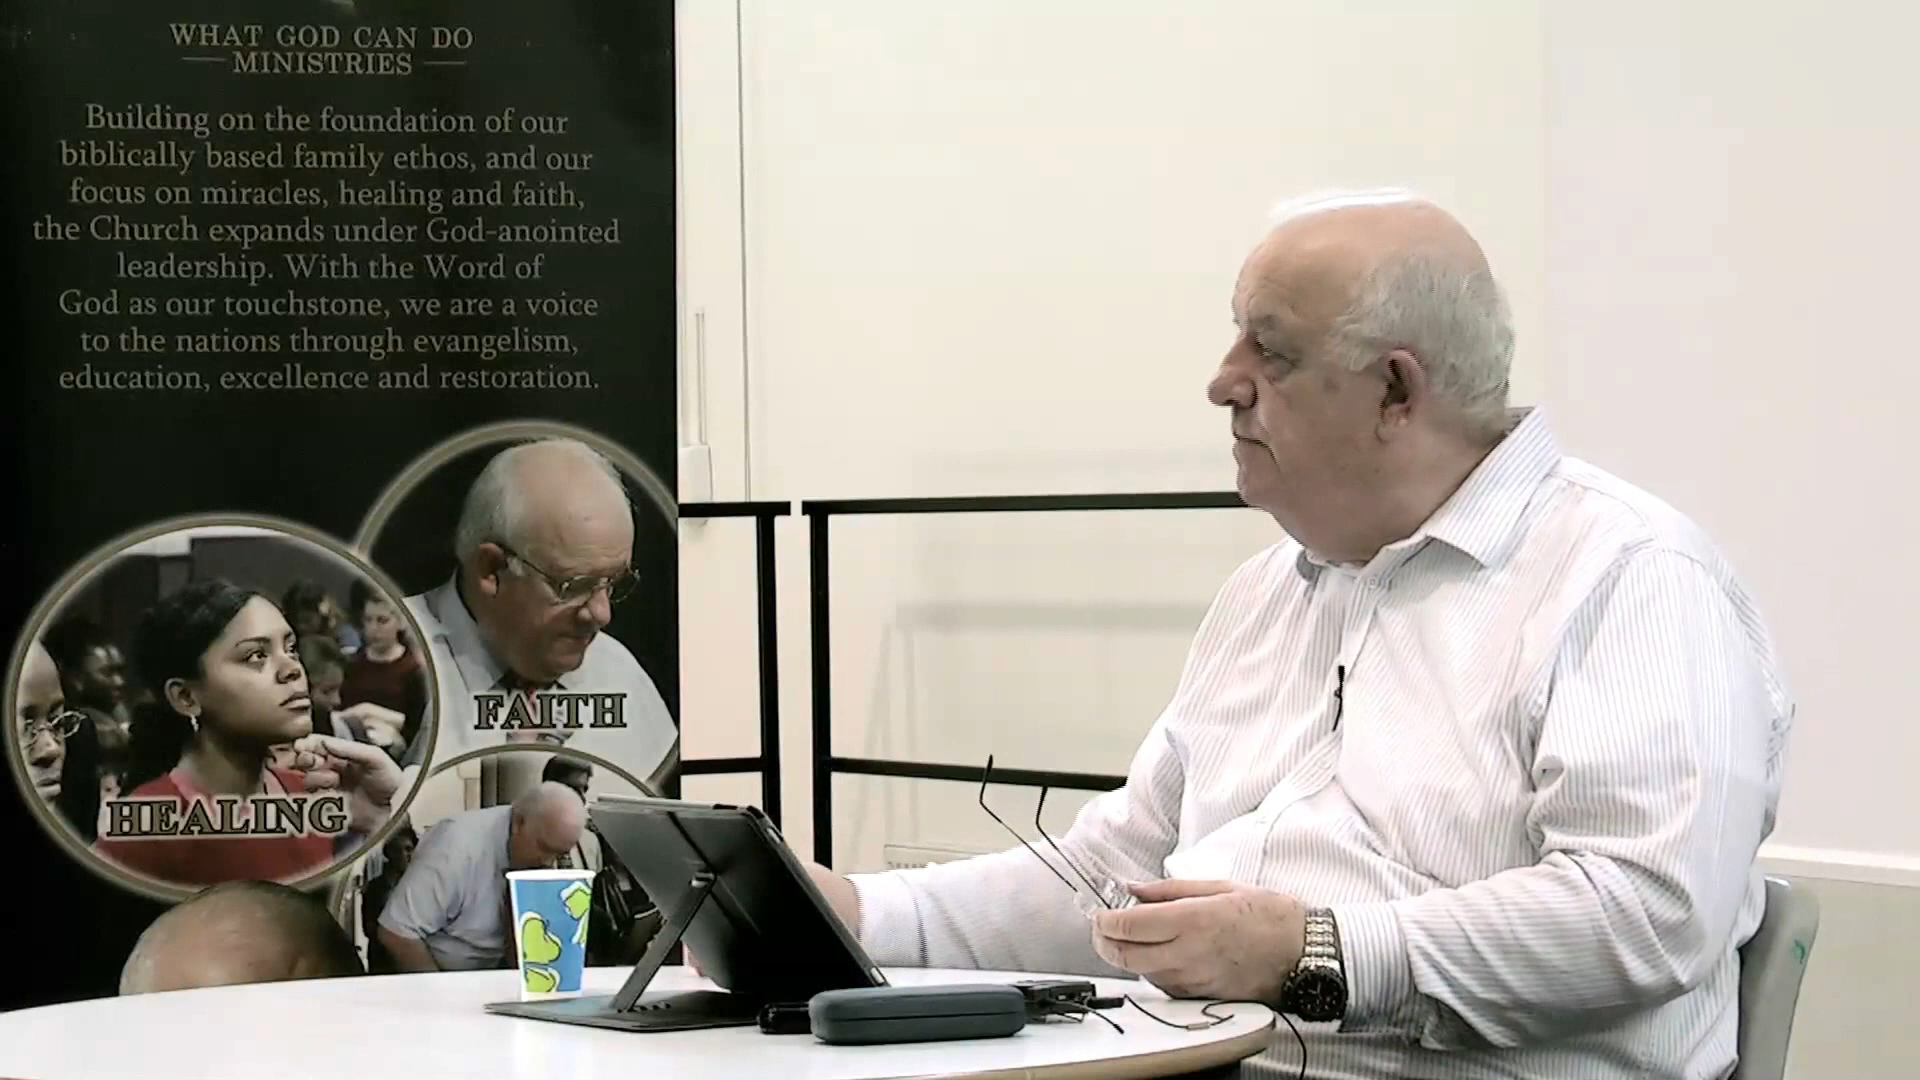 WHAT GOD CAN DO
MINISTRIES
Building on the foundation of our
biblically based family ethos, and our
focus on miracles, healing and faith,
the Church expands under God-anointed
leadership. With the Word of
God as our touchstone, we are a voice
to the nations through evangelism,
education, excellence and restoration.
FAITH
HEALING